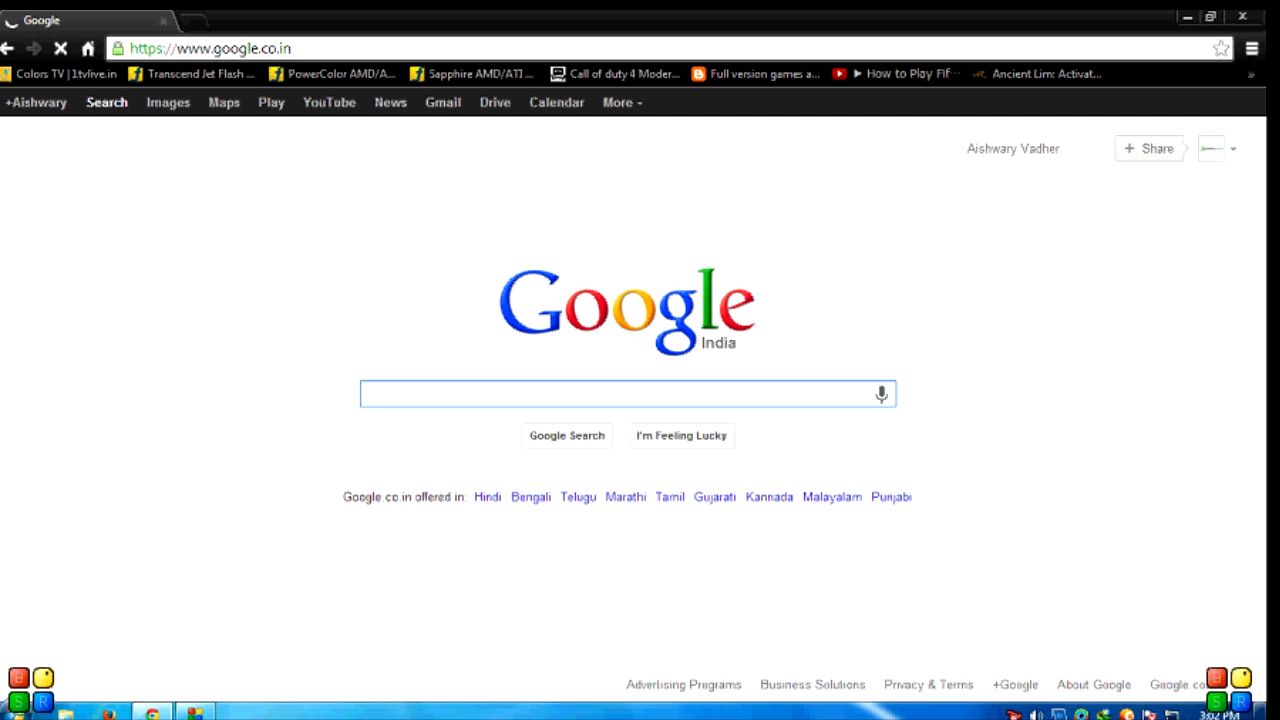 Google
https://www.google.co.in
Colors TV | 1tvlive.in Transcend Jet Flash ... PowerColor AMD/A... Sapphire AMD/ATI ... Call of duty 4 Moder... Full version games a... ► How to Play Fif... Ancient Lim: Activat... »
+Aishwary Search Images Maps Play YouTube News Gmail Drive Calendar More
Aishwary Vadher + Share
Google
India
Google Search I'm Feeling Lucky
Google.co.in offered in: Hindi Bengali Telugu Marathi Tamil Gujarati Kannada Malayalam Punjabi
Advertising Programs Business Solutions Privacy & Terms +Google About Google Google.co
B B
S R S R
3:02 PM